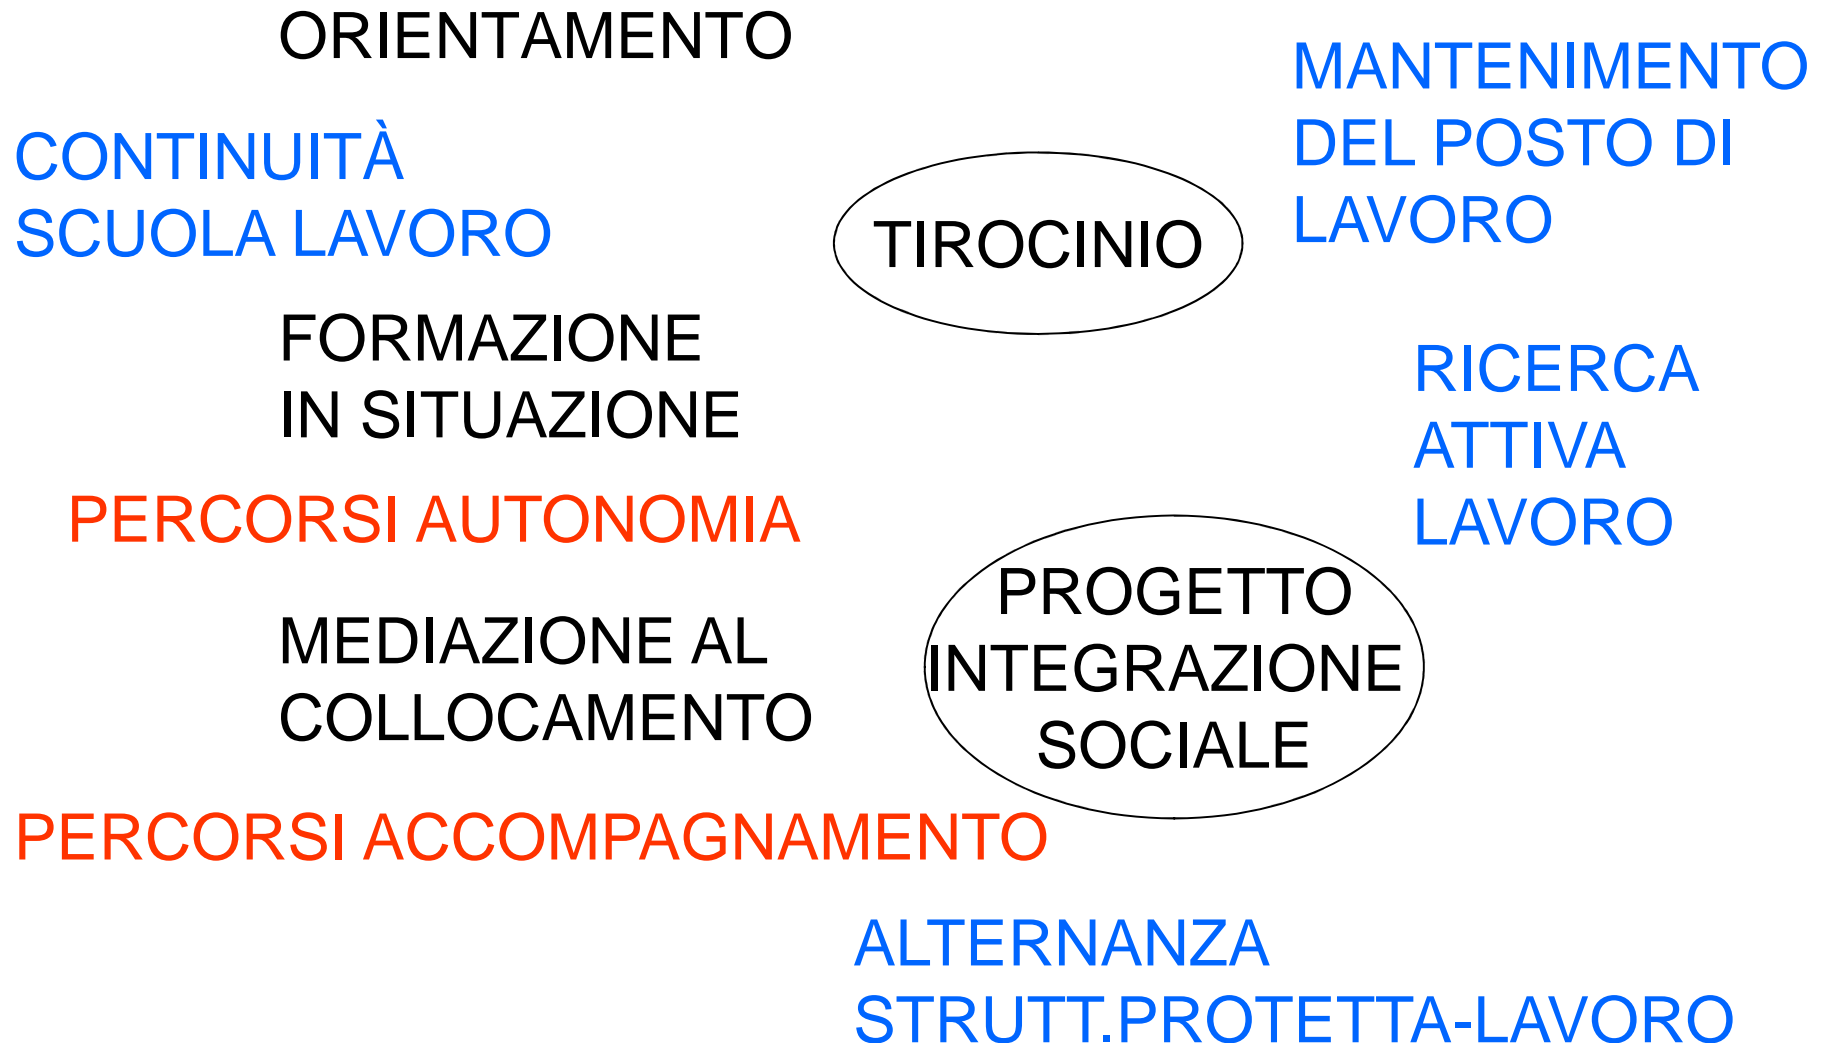 ORIENTAMENTO
CONTINUITÀ
SCUOLA LAVORO
FORMAZIONE
IN SITUAZIONE
PERCORSI AUTONOMIA
MEDIAZIONE AL
COLLOCAMENTO
PERCORSI ACCOMPAGNAMENTO
TIROCINIO
PROGETTO
INTEGRAZIONE
SOCIALE
MANTENIMENTO
DEL POSTO DI
LAVORO
RICERCA
ATTIVA
LAVORO
ALTERNANZA
STRUTT.PROTETTA-LAVORO